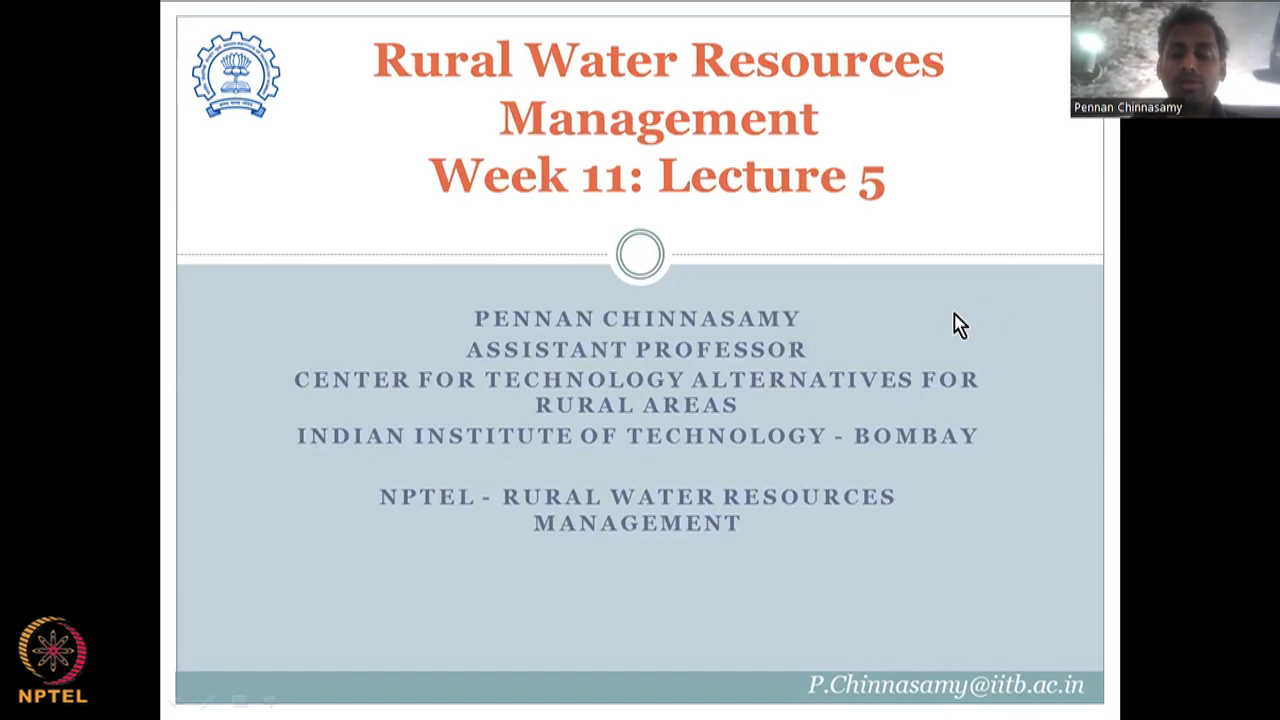 Rural Water Resources
Management
Week 11: Lecture 5
Pennan Chinnasamy
PENNAN CHINNASAMY
ASSISTANT PROFESSOR
CENTER FOR TECHNOLOGY ALTERNATIVES FOR
RURAL AREAS
INDIAN INSTITUTE OF TECHNOLOGY - BOMBAY
NPTEL - RURAL WATER RESOURCES
MANAGEMENT
P.Chinnasamy@iitb.ac.in
NPTEL